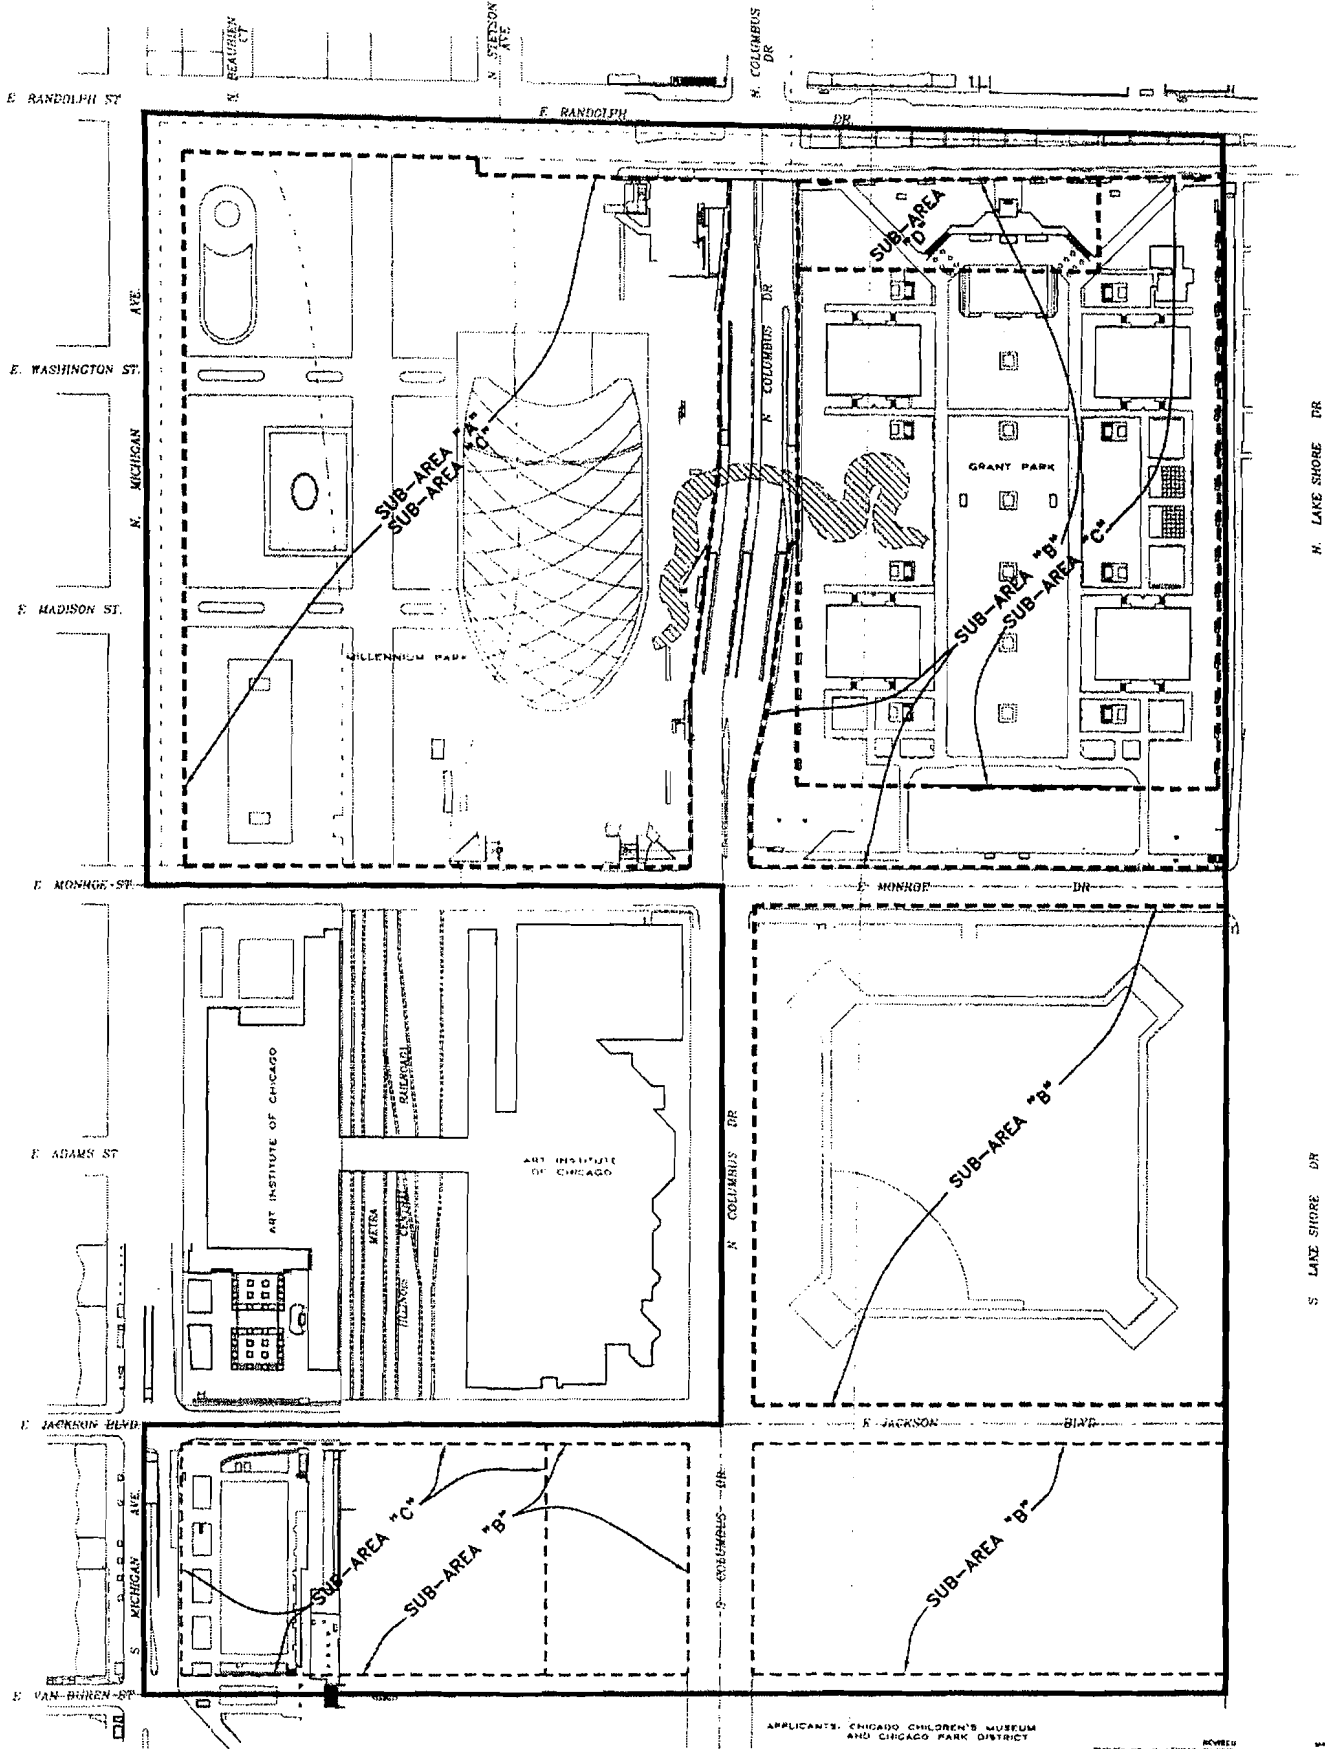 N. BEAUBIEN
CT
N STETSON
AVE
N. COLUMBUS
DR
E RANDOLPH ST
E. RANDOLPH
DR.
SUB-AREA
"D"
N COLUMBUS DR
N. MICHIGAN AVE.
E. WASHINGTON ST.
SUB-AREA "A"
SUB-AREA "C"
GRANT PARK
N. LAKE SHORE DR
SUB-AREA "B"
SUB-AREA "C"
E MADISON ST.
MILLENNIUM PARK
E MONROE ST
E MONROE DR
ART INSTITUTE OF CHICAGO
RAILROAD
METRA
CENTRAL
ILLINOIS
ART INSTITUTE
OF CHICAGO
N COLUMBUS DR
SUB-AREA "B"
S LAKE SHORE DR
E ADAMS ST
E JACKSON BLVD.
E JACKSON BLVD
S MICHIGAN AVE.
SUB-AREA "C"
SUB-AREA "B"
S COLUMBUS DR
SUB-AREA "B"
E VAN BUREN ST
APPLICANTS: CHICAGO CHILDREN'S MUSEUM
AND CHICAGO PARK DISTRICT
REVISED